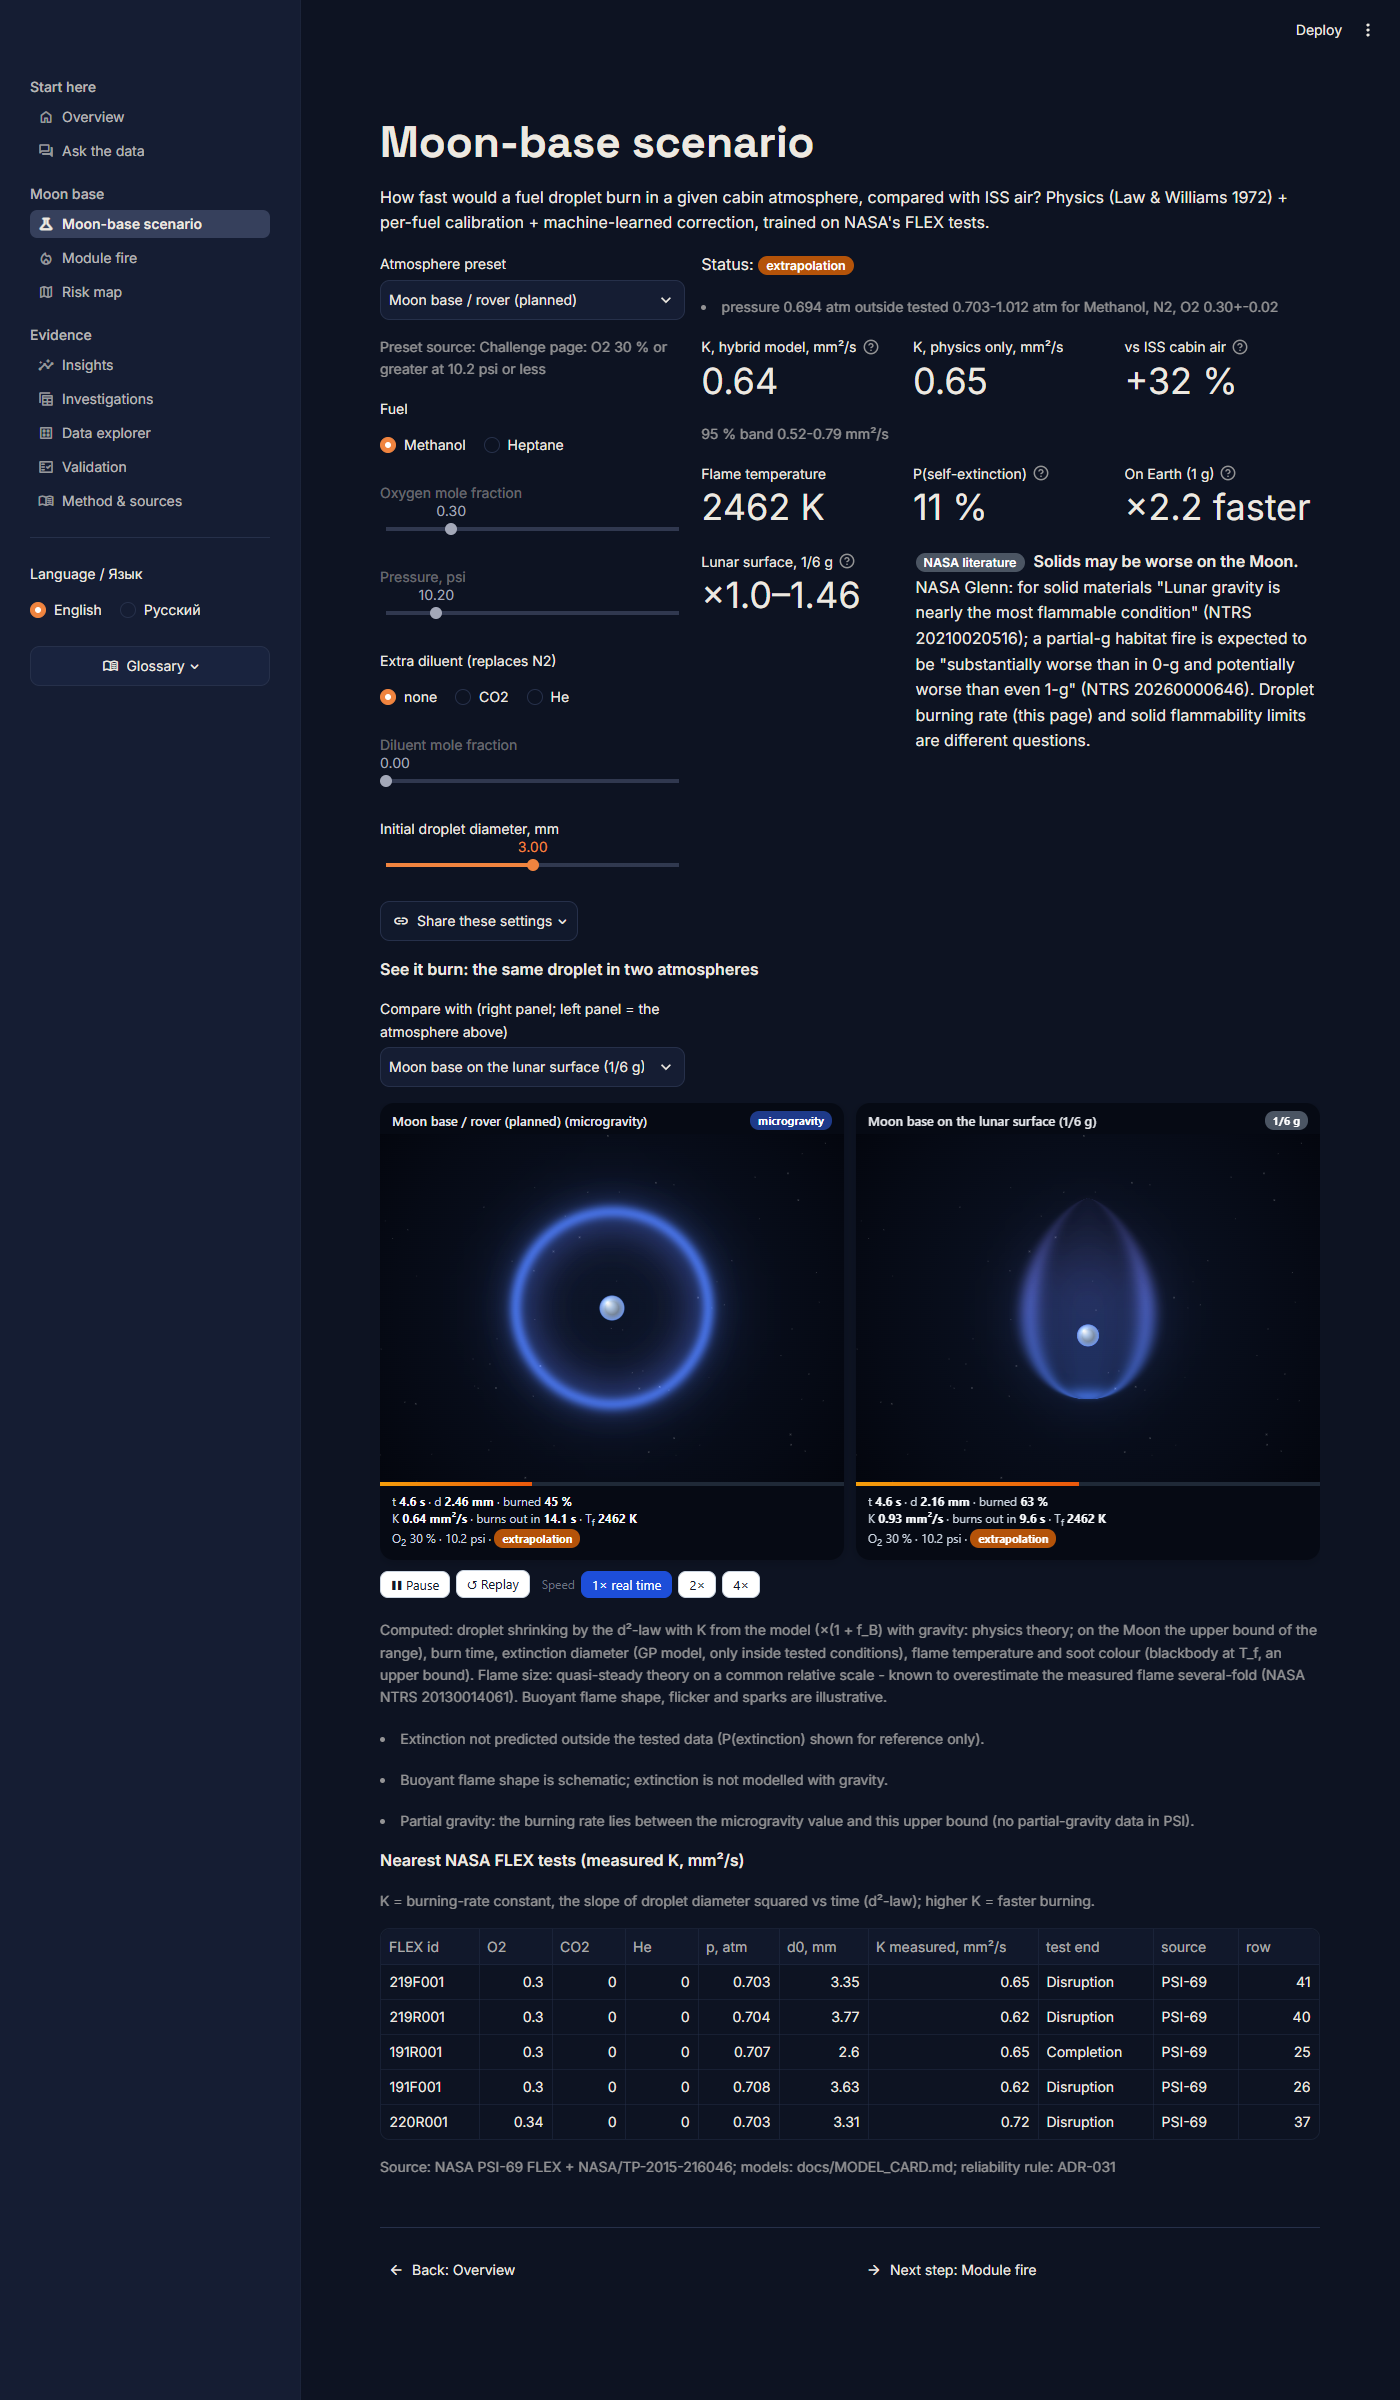 Deploy
Start here
Overview
Ask the data
Moon base
Moon-base scenario
Module fire
Risk map
Evidence
Insights
Investigations
Data explorer
Validation
Method & sources
Language / Язык
English
Русский
Glossary
Moon-base scenario
How fast would a fuel droplet burn in a given cabin atmosphere, compared with ISS air? Physics (Law & Williams 1972) +
per-fuel calibration + machine-learned correction, trained on NASA's FLEX tests.
Atmosphere preset
Moon base / rover (planned)
Preset source: Challenge page: O2 30 % or
greater at 10.2 psi or less
Fuel
Methanol
Heptane
Oxygen mole fraction
0.30
Pressure, psi
10.20
Extra diluent (replaces N2)
none
CO2
He
Diluent mole fraction
0.00
Initial droplet diameter, mm
3.00
Share these settings
Status: extrapolation
• pressure 0.694 atm outside tested 0.703-1.012 atm for Methanol, N2, O2 0.30+-0.02
K, hybrid model, mm²/s
0.64
K, physics only, mm²/s
0.65
vs ISS cabin air
+32 %
95 % band 0.52-0.79 mm²/s
Flame temperature
2462 K
P(self-extinction)
11 %
On Earth (1 g)
×2.2 faster
Lunar surface, 1/6 g
×1.0–1.46
NASA literature Solids may be worse on the Moon.
NASA Glenn: for solid materials "Lunar gravity is
nearly the most flammable condition" (NTRS
20210020516); a partial-g habitat fire is expected to
be "substantially worse than in 0-g and potentially
worse than even 1-g" (NTRS 20260000646). Droplet
burning rate (this page) and solid flammability limits
are different questions.
See it burn: the same droplet in two atmospheres
Compare with (right panel; left panel = the
atmosphere above)
Moon base on the lunar surface (1/6 g)
Moon base / rover (planned) (microgravity)
microgravity
t 4.6 s · d 2.46 mm · burned 45 %
K 0.64 mm²/s · burns out in 14.1 s · Tf 2462 K
O2 30 % · 10.2 psi · extrapolation
Moon base on the lunar surface (1/6 g)
1/6 g
t 4.6 s · d 2.16 mm · burned 63 %
K 0.93 mm²/s · burns out in 9.6 s · Tf 2462 K
O2 30 % · 10.2 psi · extrapolation
Pause
↺ Replay
Speed
1× real time
2×
4×
Computed: droplet shrinking by the d²-law with K from the model (×(1 + f_B) with gravity: physics theory; on the Moon the upper bound of the
range), burn time, extinction diameter (GP model, only inside tested conditions), flame temperature and soot colour (blackbody at T_f, an
upper bound). Flame size: quasi-steady theory on a common relative scale - known to overestimate the measured flame several-fold (NASA
NTRS 20130014061). Buoyant flame shape, flicker and sparks are illustrative.
• Extinction not predicted outside the tested data (P(extinction) shown for reference only).
• Buoyant flame shape is schematic; extinction is not modelled with gravity.
• Partial gravity: the burning rate lies between the microgravity value and this upper bound (no partial-gravity data in PSI).
Nearest NASA FLEX tests (measured K, mm²/s)
K = burning-rate constant, the slope of droplet diameter squared vs time (d²-law); higher K = faster burning.
FLEX id O2 CO2 He p, atm d0, mm K measured, mm²/s test end source row
219F001 0.3 0 0 0.703 3.35 0.65 Disruption PSI-69 41
219R001 0.3 0 0 0.704 3.77 0.62 Disruption PSI-69 40
191R001 0.3 0 0 0.707 2.6 0.65 Completion PSI-69 25
191F001 0.3 0 0 0.708 3.63 0.62 Disruption PSI-69 26
220R001 0.34 0 0 0.703 3.31 0.72 Disruption PSI-69 37
Source: NASA PSI-69 FLEX + NASA/TP-2015-216046; models: docs/MODEL_CARD.md; reliability rule: ADR-031
← Back: Overview
→ Next step: Module fire